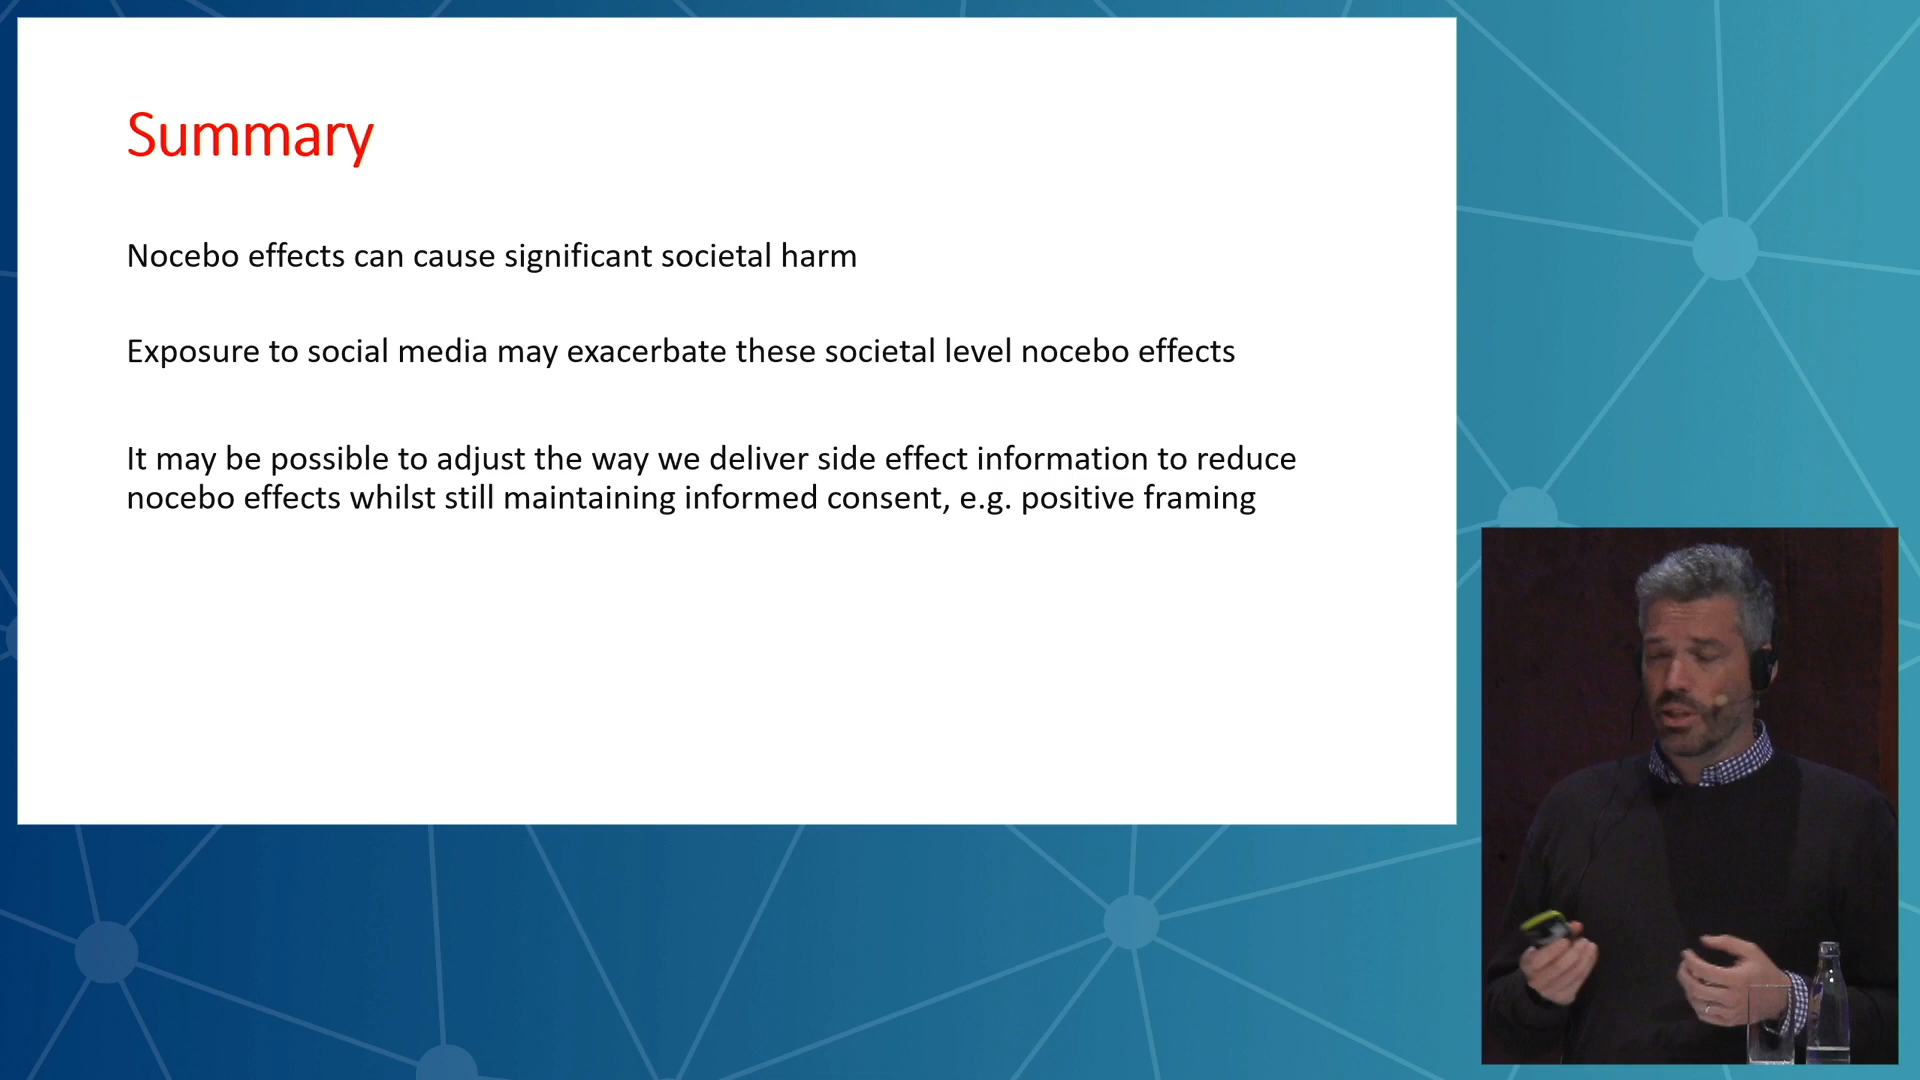 Summary
Nocebo effects can cause significant societal harm
Exposure to social media may exacerbate these societal level nocebo effects
It may be possible to adjust the way we deliver side effect information to reduce
nocebo effects whilst still maintaining informed consent, e.g. positive framing